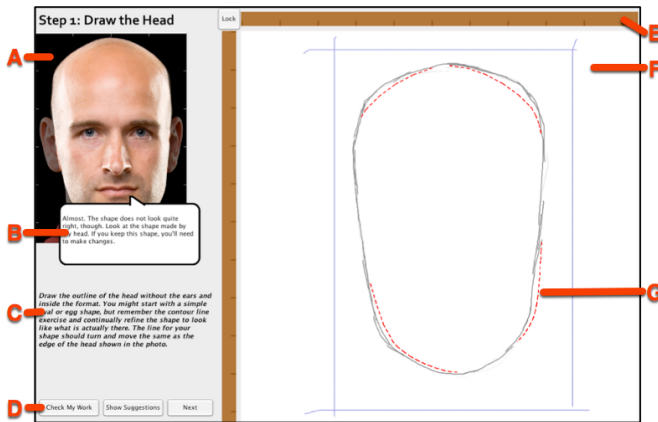 Step 1: Draw the Head
Lock
E
A
F
Almost. The shape does not look quite
right, though. Look at the shape made by
head. If you keep this shape, you'll need
to make changes.
B
G
Draw the outline of the head without the ears and
inside the format. You might start with a simple
or egg shape, but remember the contour line
exercise and continually refine the shape to look
like what is actually there. The line for your
shape should turn and move the same as the
edge of the head shown in the photo.
C
D
Check My Work
Show Suggestions
Next